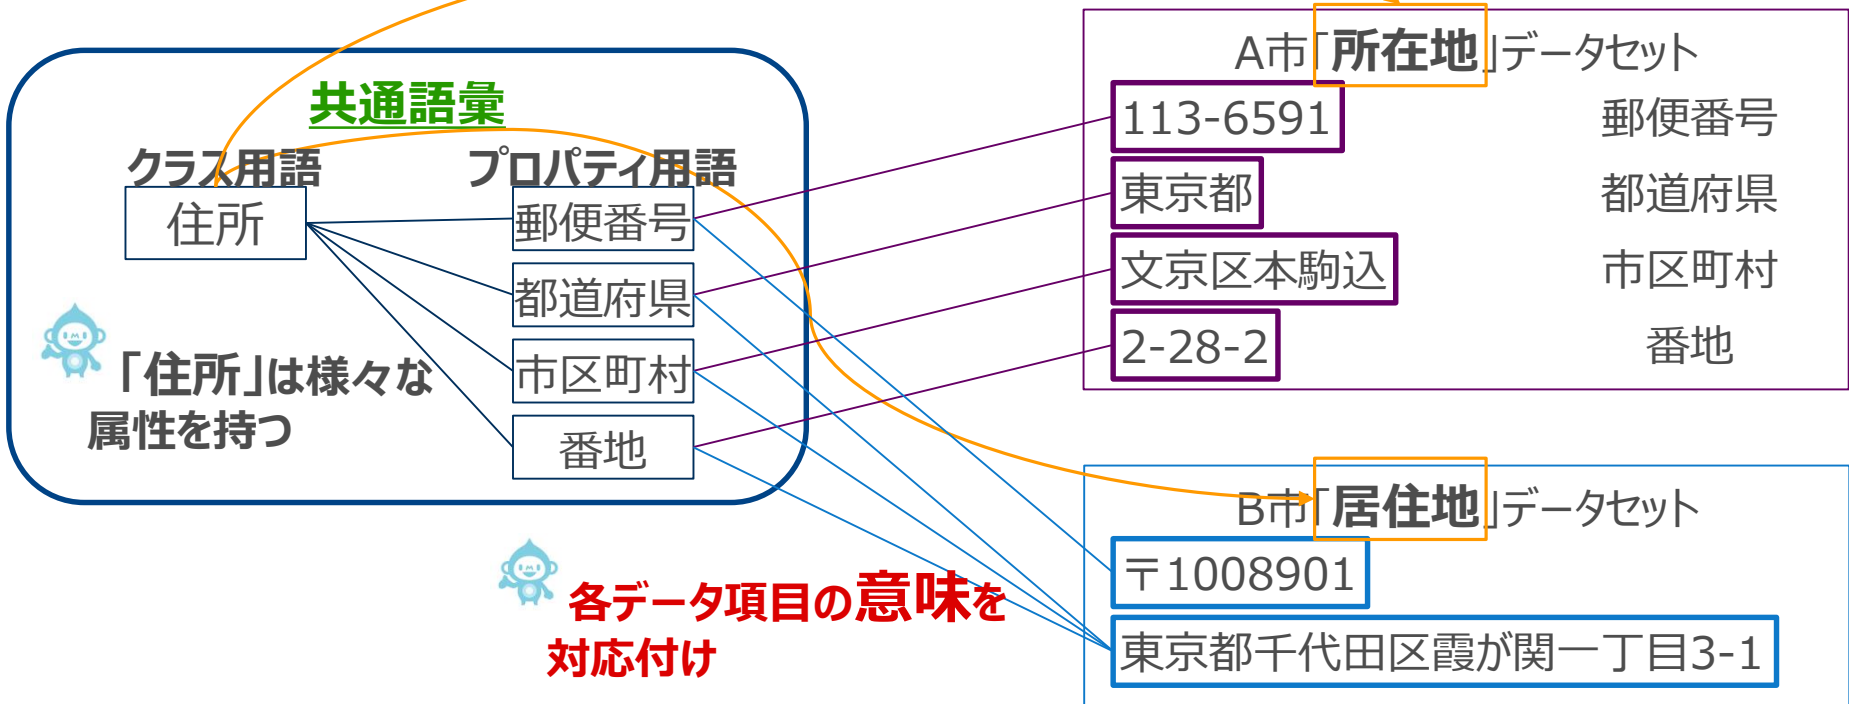 共通語彙
クラス用語
プロパティ用語
住所
郵便番号
都道府県
市区町村
番地
「住所」は様々な
属性を持つ
各データ項目の意味を
対応付け
A市「所在地」データセット
113-6591 郵便番号
東京都 都道府県
文京区本駒込 市区町村
2-28-2 番地
B市「居住地」データセット
〒1008901
東京都千代田区霞が関一丁目3-1